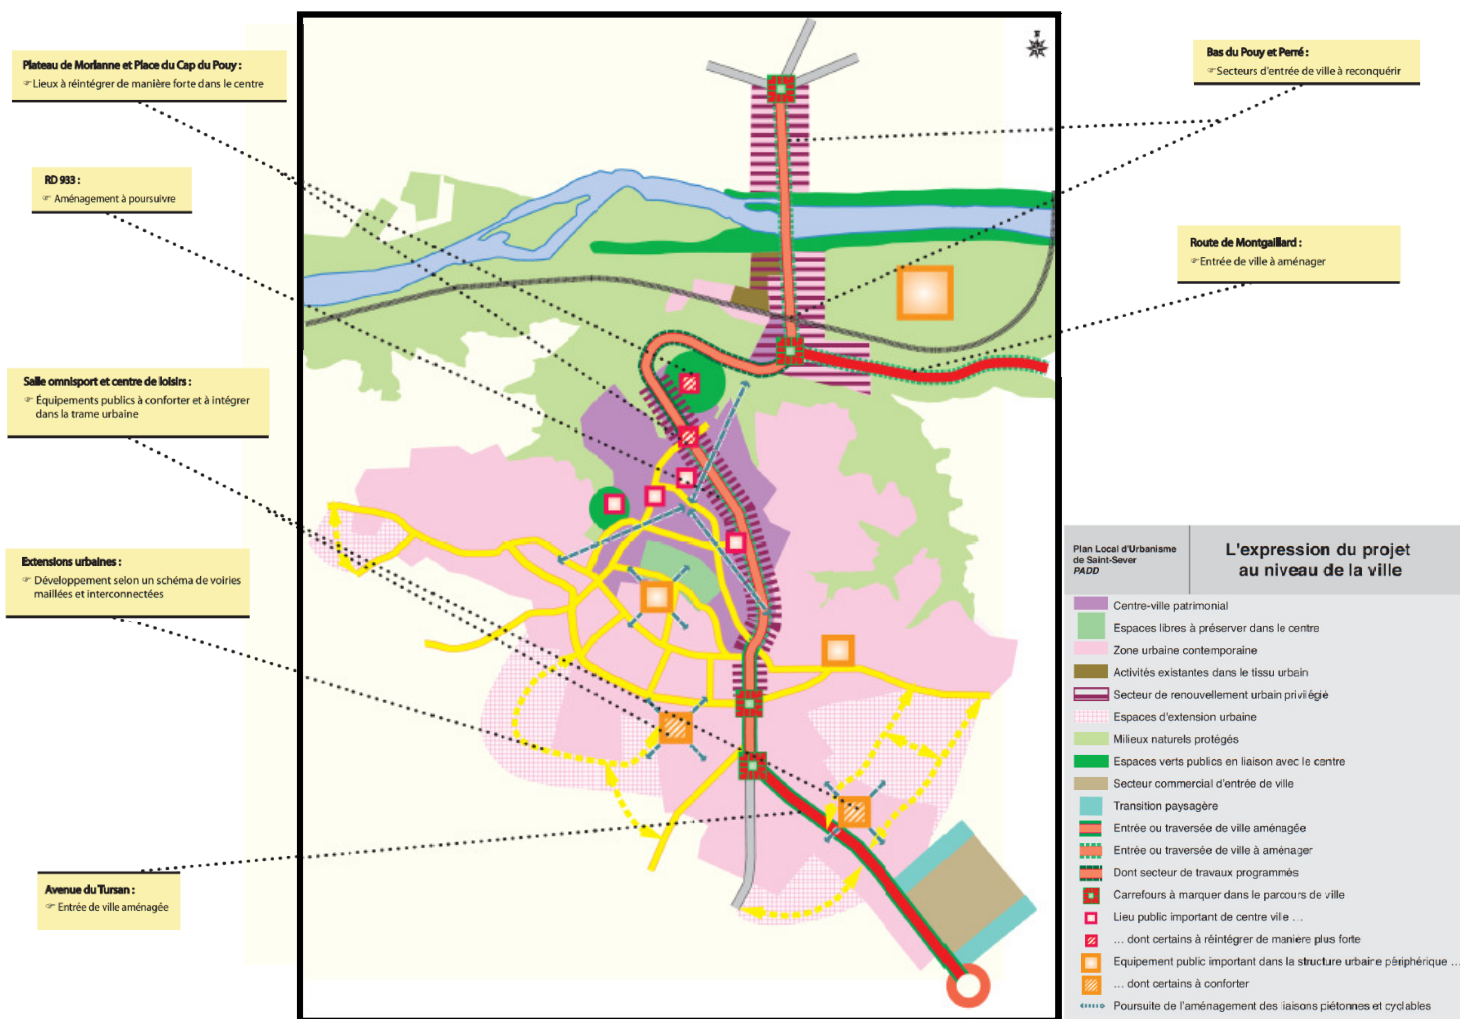 Plateau de Morlanne et Place du Cap du Pouy :
☞ Lieux à réintégrer de manière forte dans le centre
RD 933 :
☞ Aménagement à poursuivre
Salle omnisport et centre de loisirs :
☞ Équipements publics à conforter et à intégrer
dans la trame urbaine
Extensions urbaines :
☞ Développement selon un schéma de voiries
maillées et interconnectées
Avenue du Tursan :
☞ Entrée de ville aménagée
Bas du Pouy et Perré :
☞ Secteurs d'entrée de ville à reconquérir
Route de Montgaillard :
☞ Entrée de ville à aménager
Plan Local d'Urbanisme
de Saint-Sever
PADD
L'expression du projet
au niveau de la ville
Centre-ville patrimonial
Espaces libres à préserver dans le centre
Zone urbaine contemporaine
Activités existantes dans le tissu urbain
Secteur de renouvellement urbain privilégié
Espaces d'extension urbaine
Milieux naturels protégés
Espaces verts publics en liaison avec le centre
Secteur commercial d'entrée de ville
Transition paysagère
Entrée ou traversée de ville aménagée
Entrée ou traversée de ville à aménager
Dont secteur de travaux programmés
Carrefours à marquer dans le parcours de ville
Lieu public important de centre ville ...
... dont certains à réintégrer de manière plus forte
Equipement public important dans la structure urbaine périphérique ...
... dont certains à conforter
Poursuite de l'aménagement des liaisons piétonnes et cyclables